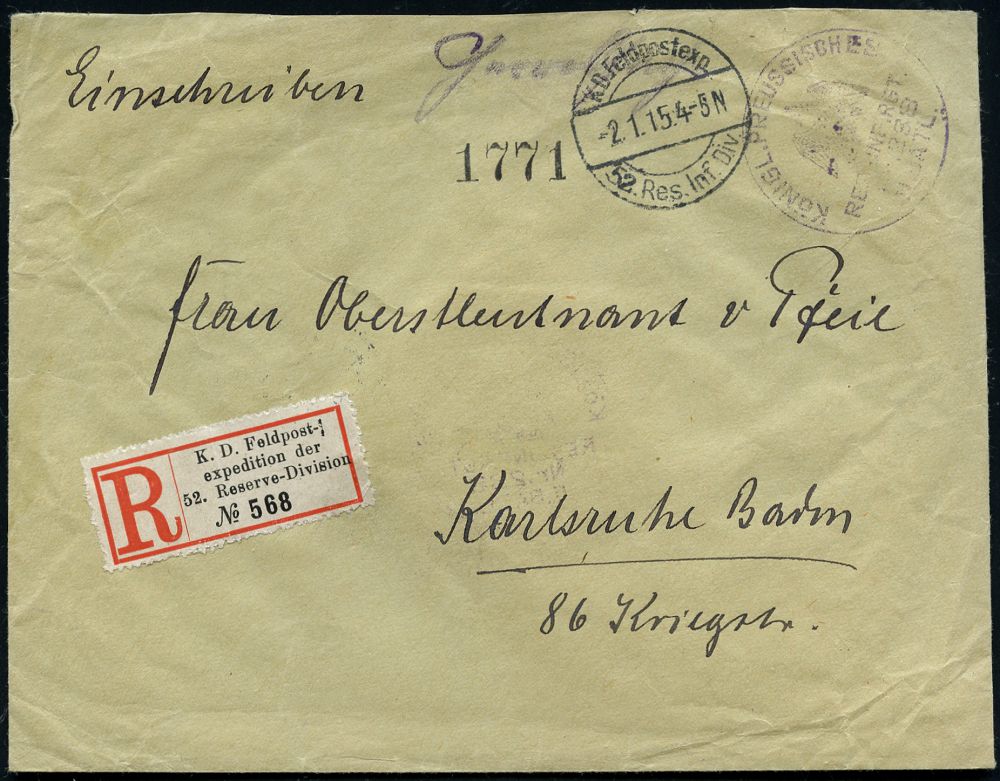 Einschreiben
K.D. Feldpostexp.
-2.1.15.4-5N
52. Res. Inf. Div.
1771
KÖNIGL. PREUSSISCHES
Frau Oberstleutnant v
K. D. Feldpost-
expedition der
52. Reserve-Division
R
№ 568
Karlsruhe Baden
86 Kriegstr.